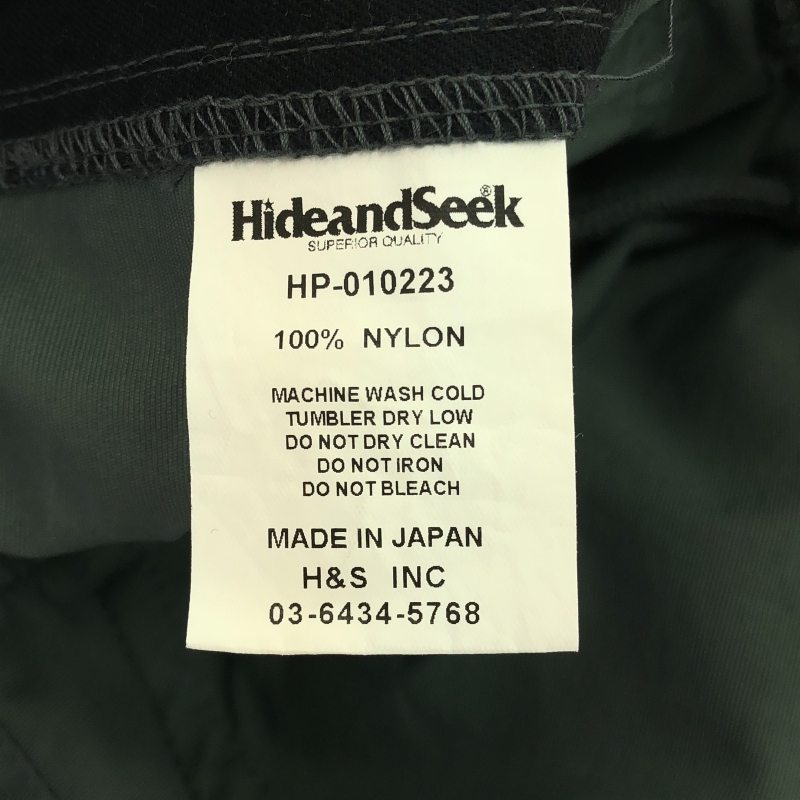 HideandSeek®
SUPERIOR QUALITY
HP-010223
100% NYLON
MACHINE WASH COLD
TUMBLER DRY LOW
DO NOT DRY CLEAN
DO NOT IRON
DO NOT BLEACH
MADE IN JAPAN
H&S INC
03-6434-5768